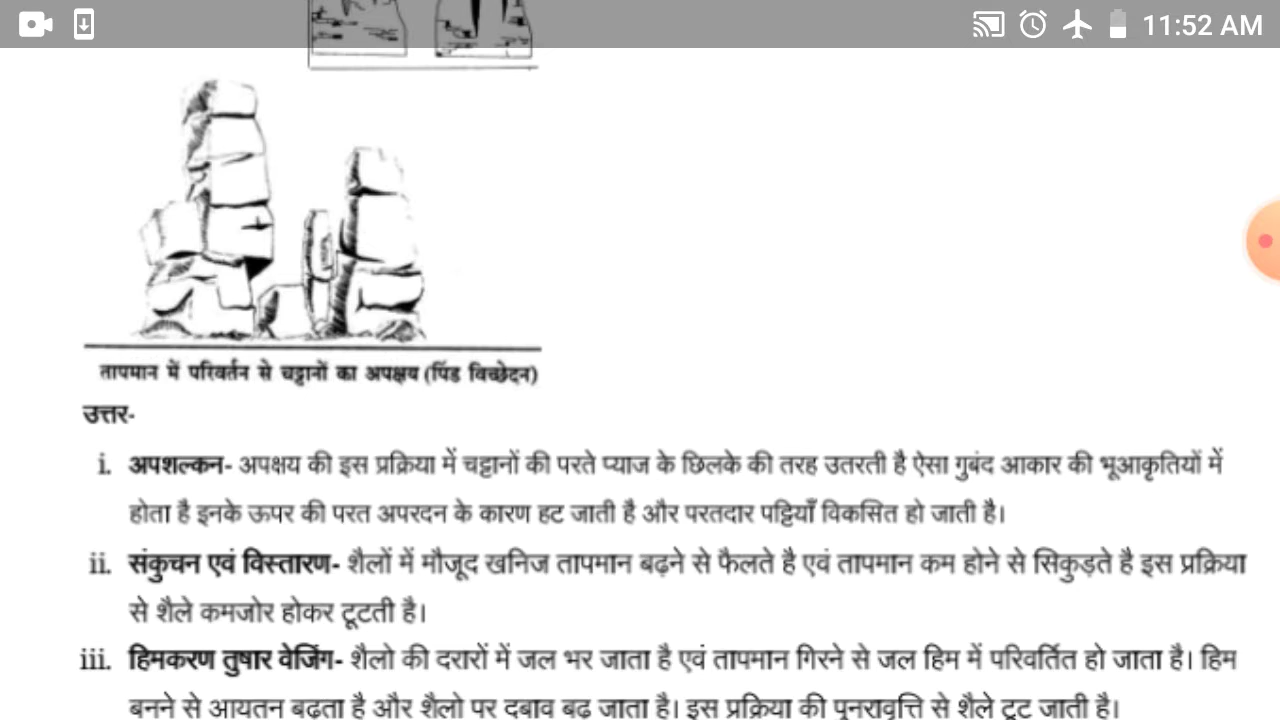 11:52 AM
तापमान में परिवर्तन से चट्टानों का अपक्षय (पिंड विच्छेदन)
उत्तर-
i. अपशल्कन- अपक्षय की इस प्रक्रिया में चट्टानों की परते प्याज के छिलके की तरह उतरती है ऐसा गुबंद आकार की भूआकृतियों में
होता है इनके ऊपर की परत अपरदन के कारण हट जाती है और परतदार पट्टियाँ विकसित हो जाती है।
ii. संकुचन एवं विस्तारण- शैलों में मौजूद खनिज तापमान बढ़ने से फैलते है एवं तापमान कम होने से सिकुड़ते है इस प्रक्रिया
से शैले कमजोर होकर टूटती है।
iii. हिमकरण तुषार वेजिंग- शैलो की दरारों में जल भर जाता है एवं तापमान गिरने से जल हिम में परिवर्तित हो जाता है। हिम
बनने से आयतन बढ़ता है और शैलो पर दबाव बढ़ जाता है। इस प्रक्रिया की पुनरावृत्ति से शैले टूट जाती है।